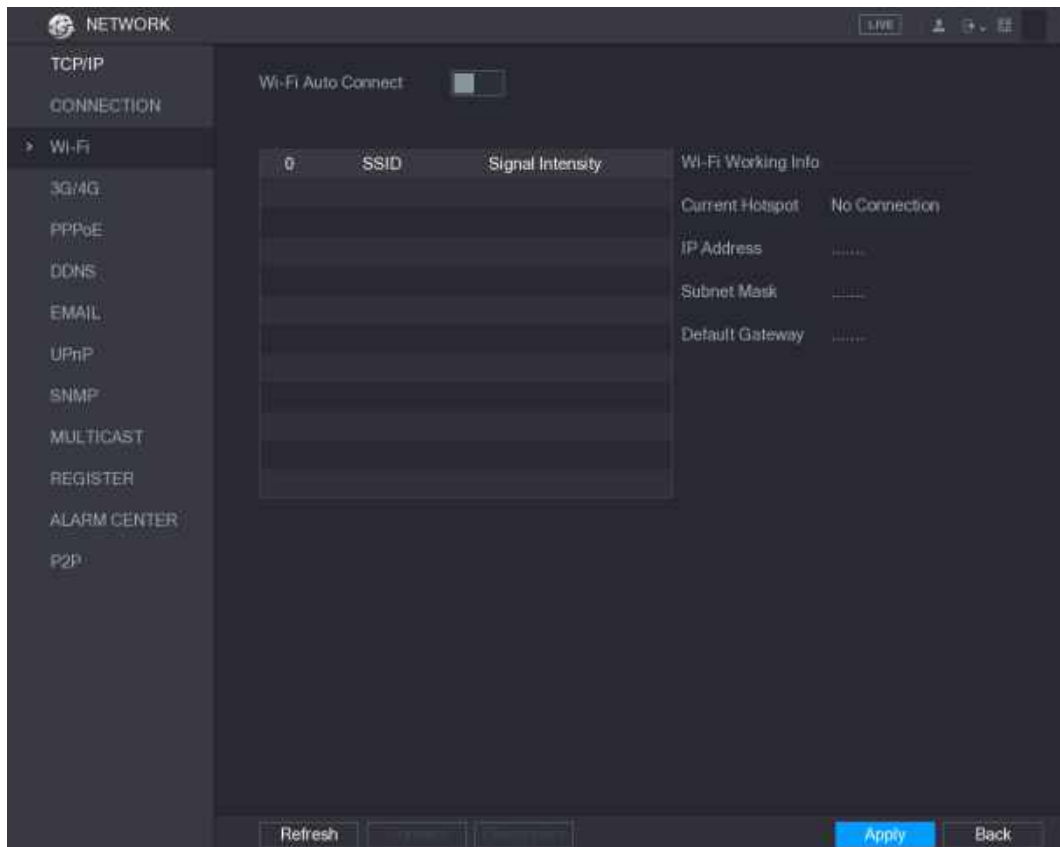 NETWORK
LIVE
TCP/IP
CONNECTION
Wi-Fi
3G/4G
PPPoE
DDNS
EMAIL
UPnP
SNMP
MULTICAST
REGISTER
ALARM CENTER
P2P
Wi-Fi Auto Connect
0 SSID Signal Intensity
Wi-Fi Working Info
Current Hotspot No Connection
IP Address ........
Subnet Mask ........
Default Gateway ........
Refresh
Apply Back